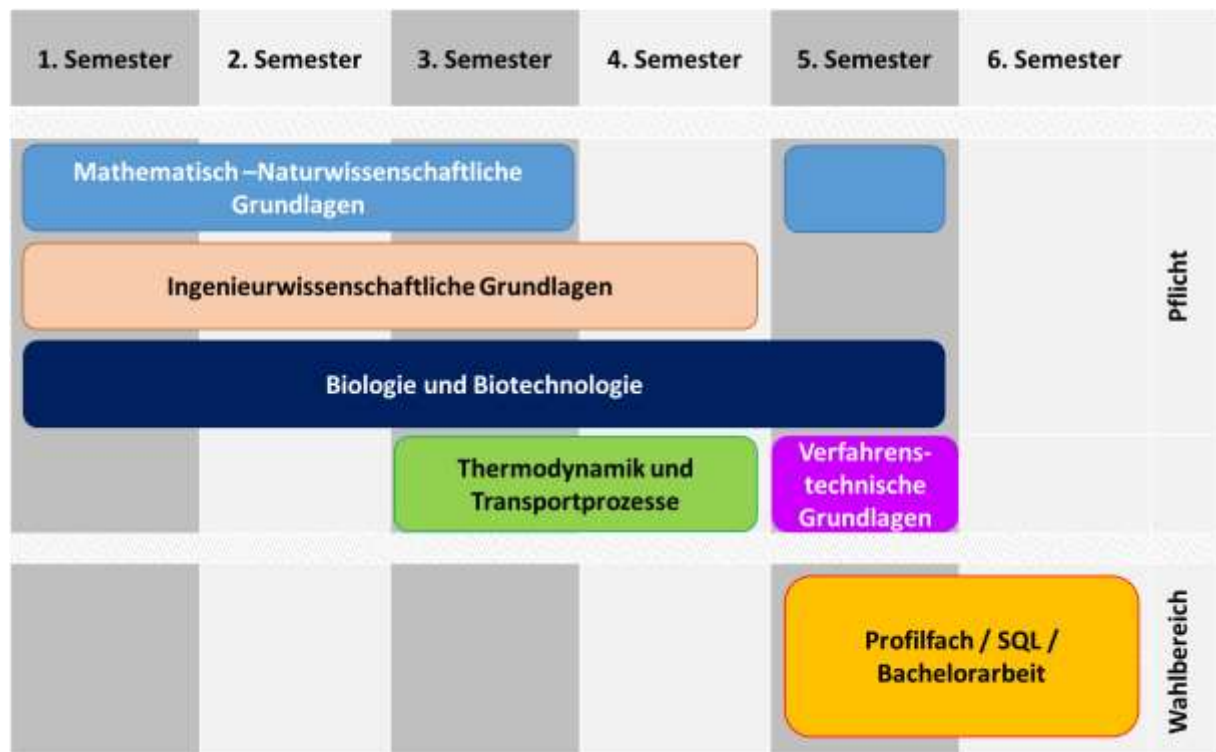 1. Semester
2. Semester
3. Semester
4. Semester
5. Semester
6. Semester
Mathematisch –Naturwissenschaftliche
Grundlagen
Ingenieurwissenschaftliche Grundlagen
Biologie und Biotechnologie
Thermodynamik und
Transportprozesse
Verfahrens-
technische
Grundlagen
Pflicht
Profilfach / SQL /
Bachelorarbeit
Wahlbereich